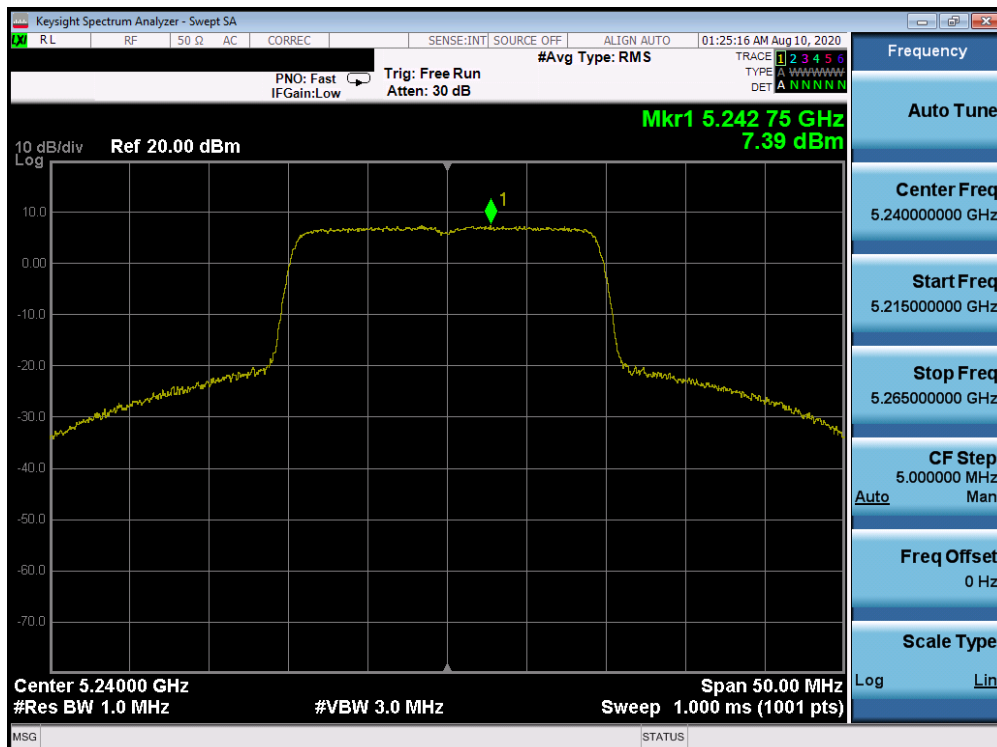 Keysight Spectrum Analyzer - Swept SA
LXI RL RF 50 Ω AC CORREC SENSE:INT SOURCE OFF ALIGN AUTO 01:25:16 AM Aug 10, 2020
#Avg Type: RMS
TRACE 1 2 3 4 5 6
PNO: Fast Trig: Free Run TYPE A WWWWW
IFGain:Low Atten: 30 dB DET A N N N N N
Mkr1 5.242 75 GHz
7.39 dBm
10 dB/div Ref 20.00 dBm
Log
1
10.0
0.00
-10.0
-20.0
-30.0
-40.0
-50.0
-60.0
-70.0
Center 5.24000 GHz Span 50.00 MHz
#Res BW 1.0 MHz #VBW 3.0 MHz Sweep 1.000 ms (1001 pts)
MSG STATUS
Frequency
Auto Tune
Center Freq
5.240000000 GHz
Start Freq
5.215000000 GHz
Stop Freq
5.265000000 GHz
CF Step
5.000000 MHz
Auto Man
Freq Offset
0 Hz
Scale Type
Log Lin